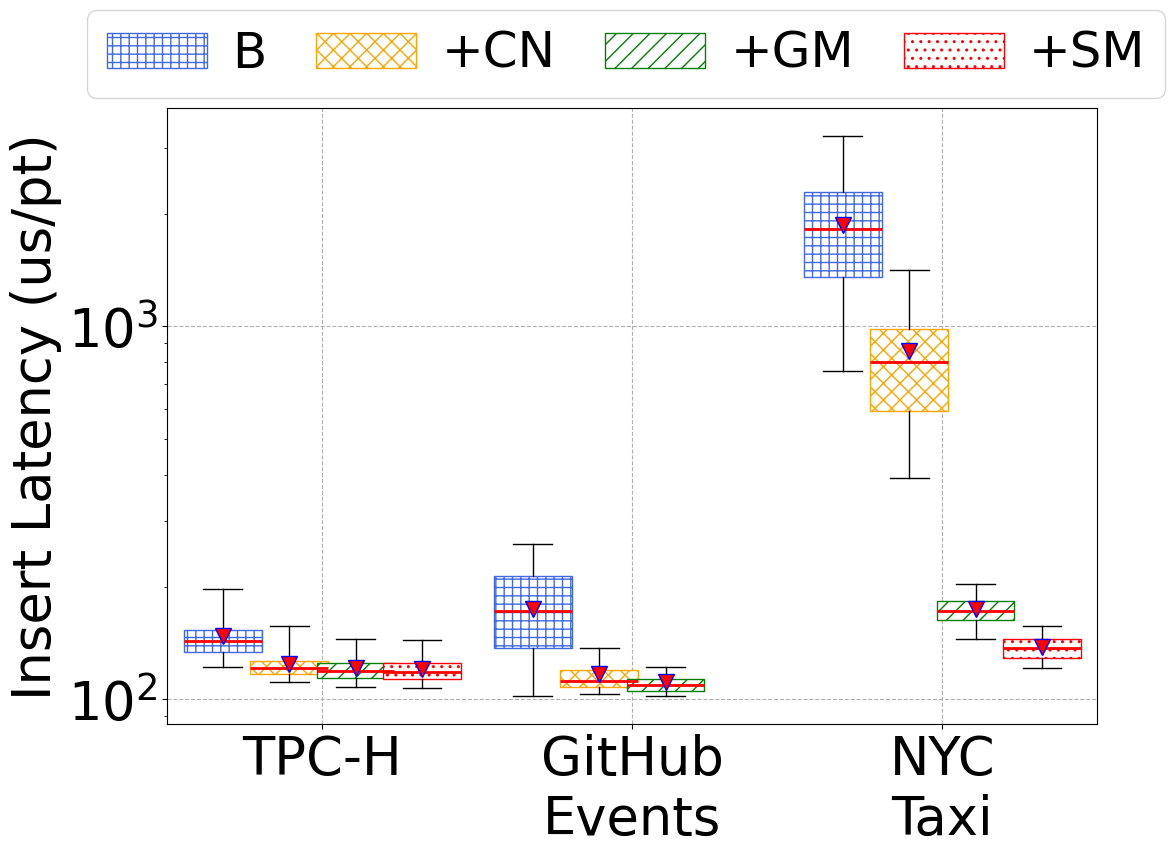 B +CN +GM +SM
Insert Latency (us/pt)
10³
10²
TPC-H GitHub Events NYC Taxi